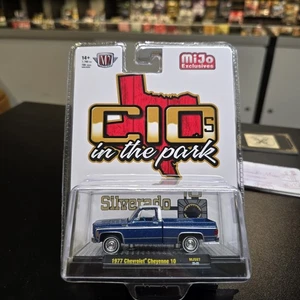 M2
MiJo
Exclusives
C10s
in the park
Silverado
1977 Chevrolet® Cheyenne 10